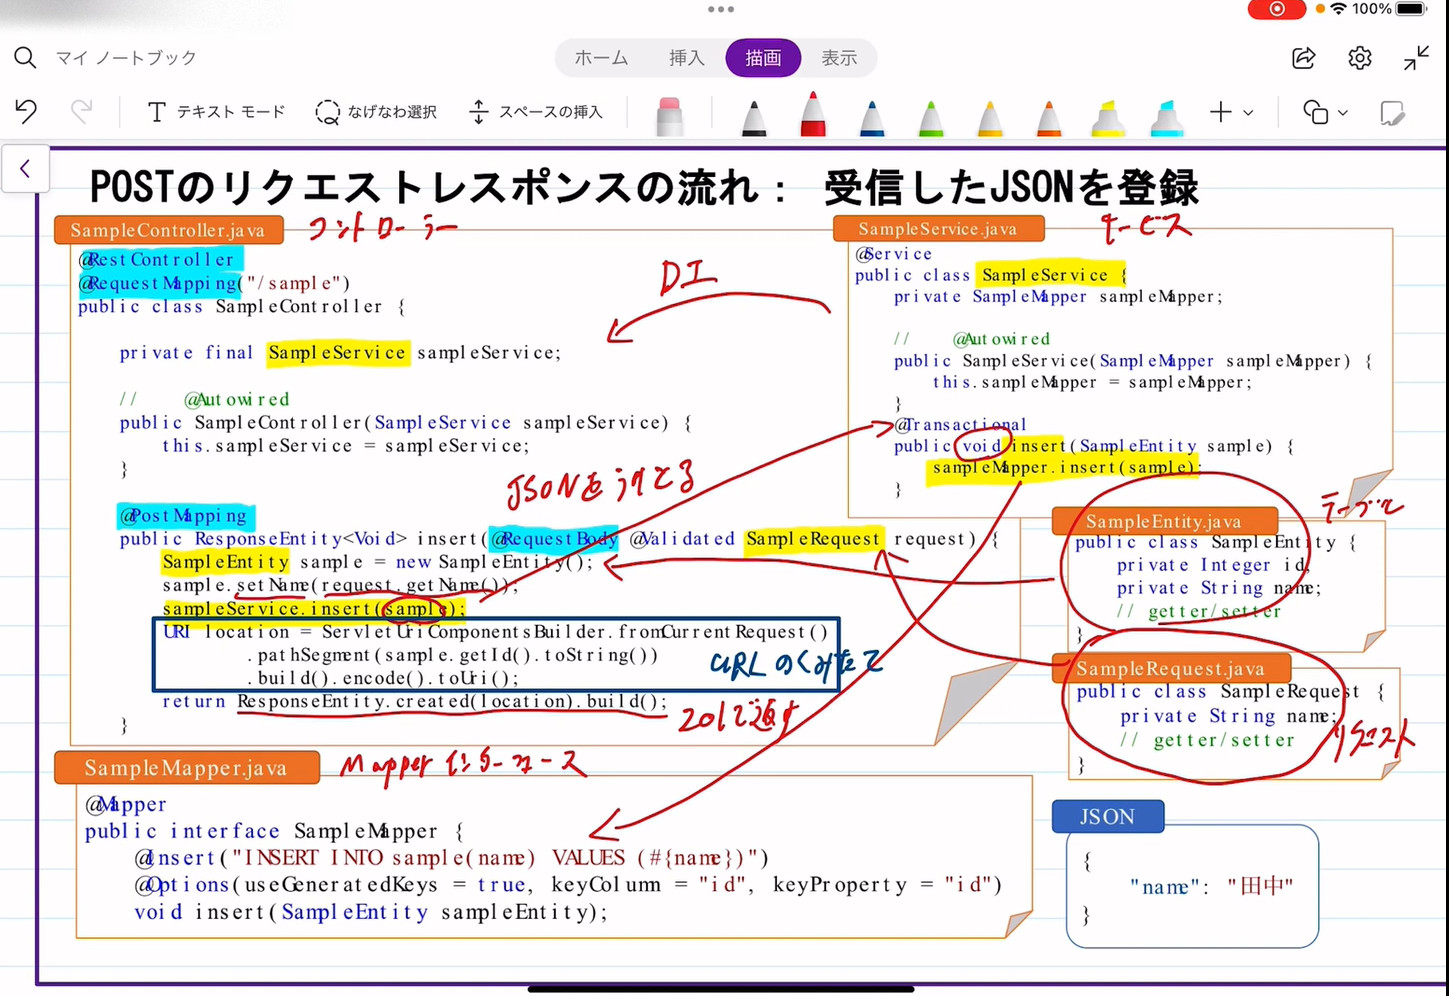 100%
マイ ノートブック
ホーム 挿入 描画 表示
テキスト モード なげなわ選択 スペースの挿入
POSTのリクエストレスポンスの流れ： 受信したJSONを登録
SampleController.java コントローラー
@RestController
@RequestMapping("/sample")
public class SampleController {
private final SampleService sampleService;
// @Autowired
public SampleController(SampleService sampleService) {
this.sampleService = sampleService;
}
JSONをうけとる
@PostMapping
public ResponseEntity<Void> insert(@RequestBody @Validated SampleRequest request) {
SampleEntity sample = new SampleEntity();
sample.setName(request.getName());
sampleService.insert(sample);
URI location = ServletUriComponentsBuilder.fromCurrentRequest()
.pathSegment(sample.getId().toString())
.build().encode().toUri();
URLのくみたて
return ResponseEntity.created(location).build();
201で返す
}
DI
SampleService.java サービス
@Service
public class SampleService {
private SampleMapper sampleMapper;
// @Autowired
public SampleService(SampleMapper sampleMapper) {
this.sampleMapper = sampleMapper;
}
@Transactional
public void insert(SampleEntity sample) {
sampleMapper.insert(sample);
}
SampleEntity.java テーブル
public class SampleEntity {
private Integer id;
private String name;
// getter/setter
}
SampleRequest.java
public class SampleRequest {
private String name;
// getter/setter
リクエスト
}
SampleMapper.java Mapper インターフェース
@Mapper
public interface SampleMapper {
@Insert("INSERT INTO sample(name) VALUES (#{name})")
@Options(useGeneratedKeys = true, keyColumn = "id", keyProperty = "id")
void insert(SampleEntity sampleEntity);
JSON
{
"name": "田中"
}